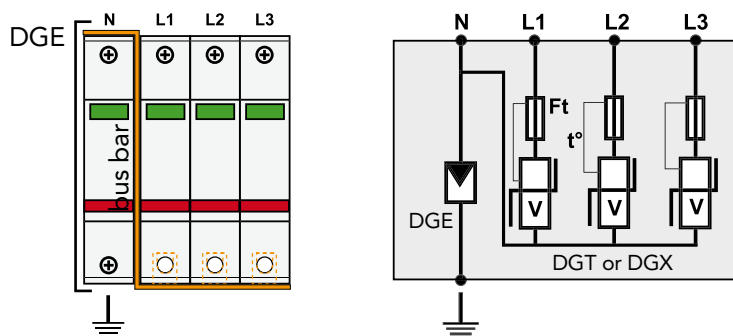 DGE
N L1 L2 L3
bus bar
N L1 L2 L3
Ft
t°
V V V
DGE
DGT or DGX